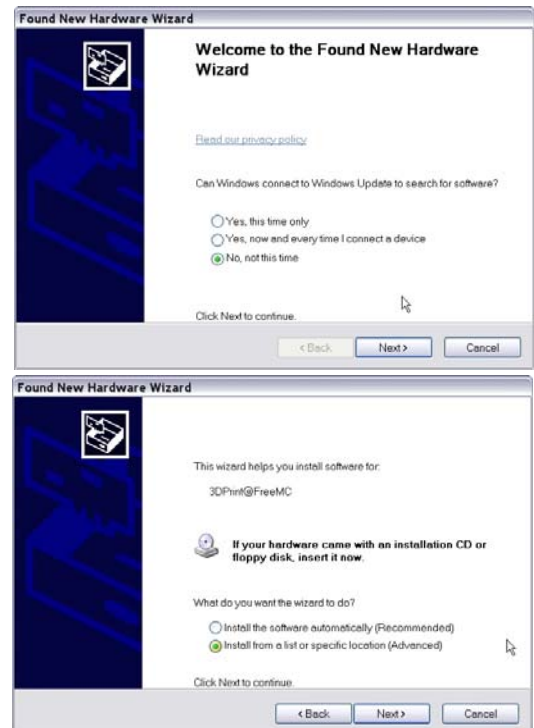 Found New Hardware Wizard
Welcome to the Found New Hardware
Wizard
Read our privacy policy
Can Windows connect to Windows Update to search for software?
Yes, this time only
Yes, now and every time I connect a device
No, not this time
Click Next to continue.
< Back
Next >
Cancel
Found New Hardware Wizard
This wizard helps you install software for:
3DPrint@FreeMC
If your hardware came with an installation CD or
floppy disk, insert it now.
What do you want the wizard to do?
Install the software automatically (Recommended)
Install from a list or specific location (Advanced)
Click Next to continue.
< Back
Next >
Cancel